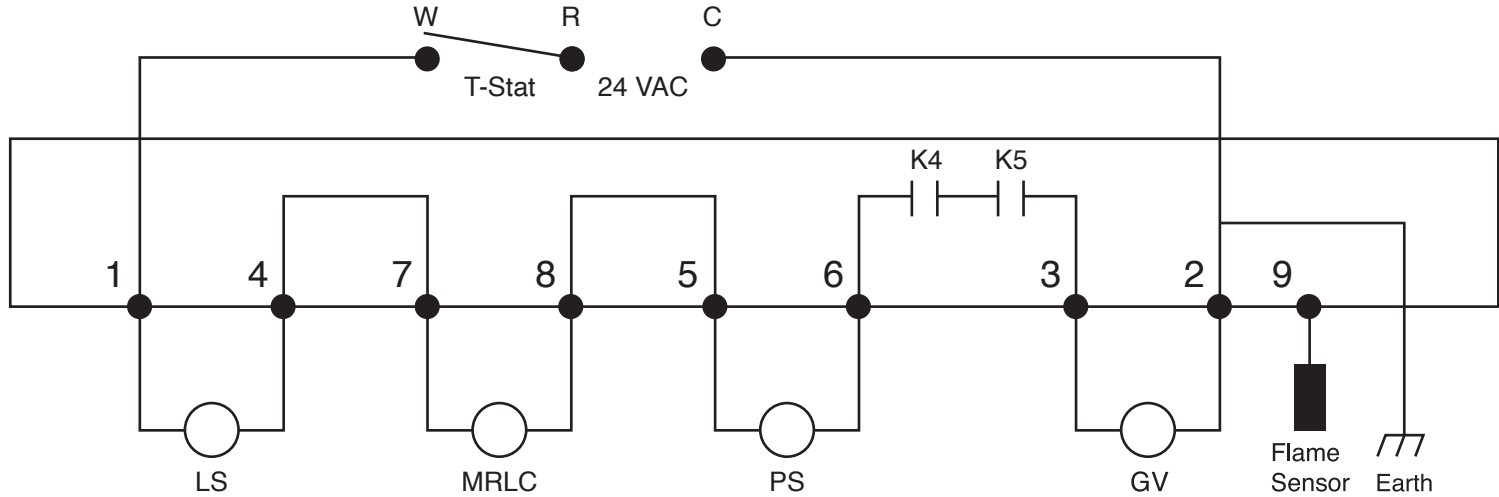 W R C
T-Stat 24 VAC
K4 K5
1 4 7 8 5 6 3 2 9
LS MRLC PS GV
Flame
Sensor
Earth